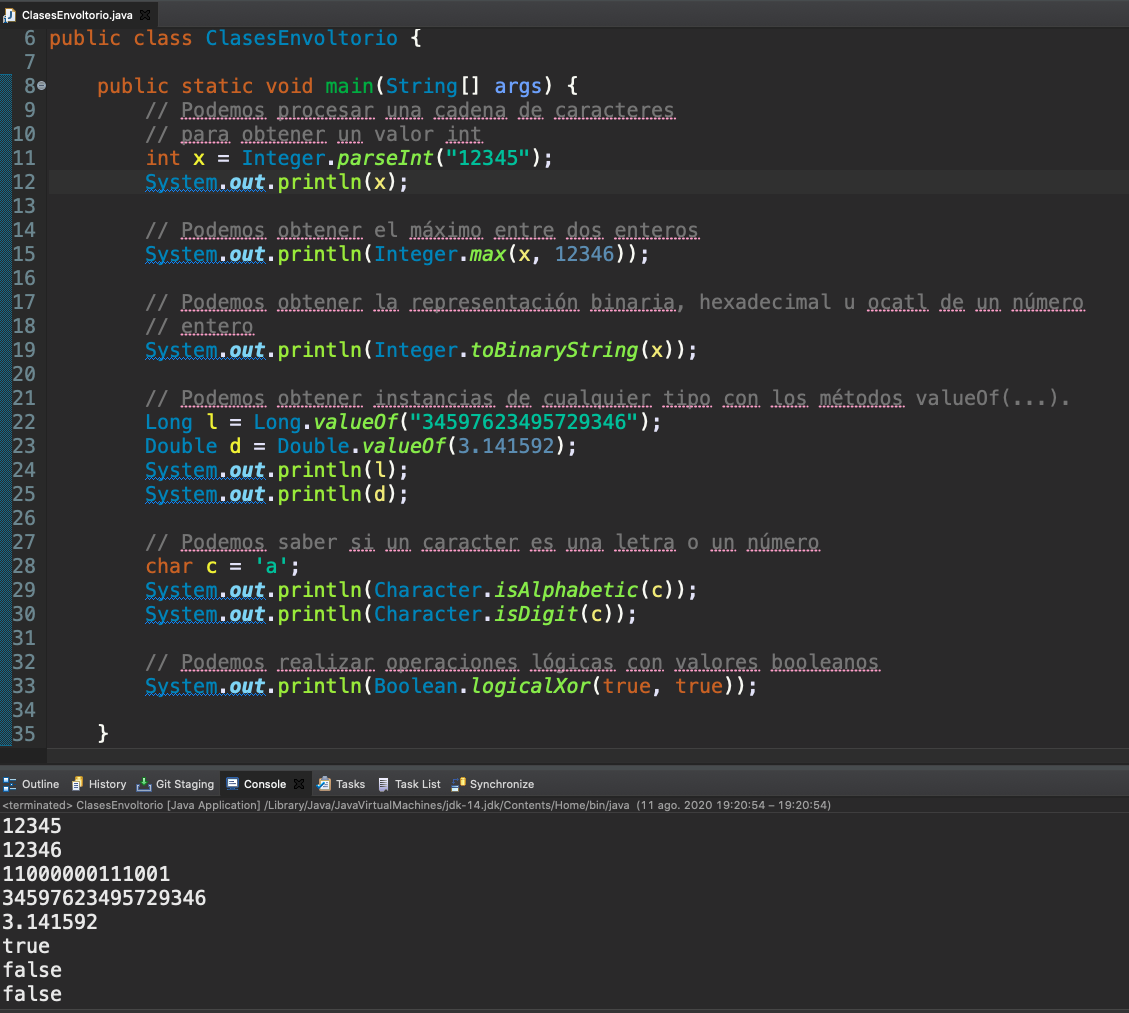 ClasesEnvoltorio.java
6 public class ClasesEnvoltorio {
7
8 public static void main(String[] args) {
9 // Podemos procesar una cadena de caracteres
10 // para obtener un valor int
11 int x = Integer.parseInt("12345");
12 System.out.println(x);
13
14 // Podemos obtener el máximo entre dos enteros
15 System.out.println(Integer.max(x, 12346));
16
17 // Podemos obtener la representación binaria, hexadecimal u ocatl de un número
18 // entero
19 System.out.println(Integer.toBinaryString(x));
20
21 // Podemos obtener instancias de cualquier tipo con los métodos valueOf(...).
22 Long l = Long.valueOf("34597623495729346");
23 Double d = Double.valueOf(3.141592);
24 System.out.println(l);
25 System.out.println(d);
26
27 // Podemos saber si un caracter es una letra o un número
28 char c = 'a';
29 System.out.println(Character.isAlphabetic(c));
30 System.out.println(Character.isDigit(c));
31
32 // Podemos realizar operaciones lógicas con valores booleanos
33 System.out.println(Boolean.logicalXor(true, true));
34
35 }
Outline History Git Staging Console Tasks Task List Synchronize
<terminated> ClasesEnvoltorio [Java Application] /Library/Java/JavaVirtualMachines/jdk-14.jdk/Contents/Home/bin/java (11 ago. 2020 19:20:54 – 19:20:54)
12345
12346
11000000111001
34597623495729346
3.141592
true
false
false